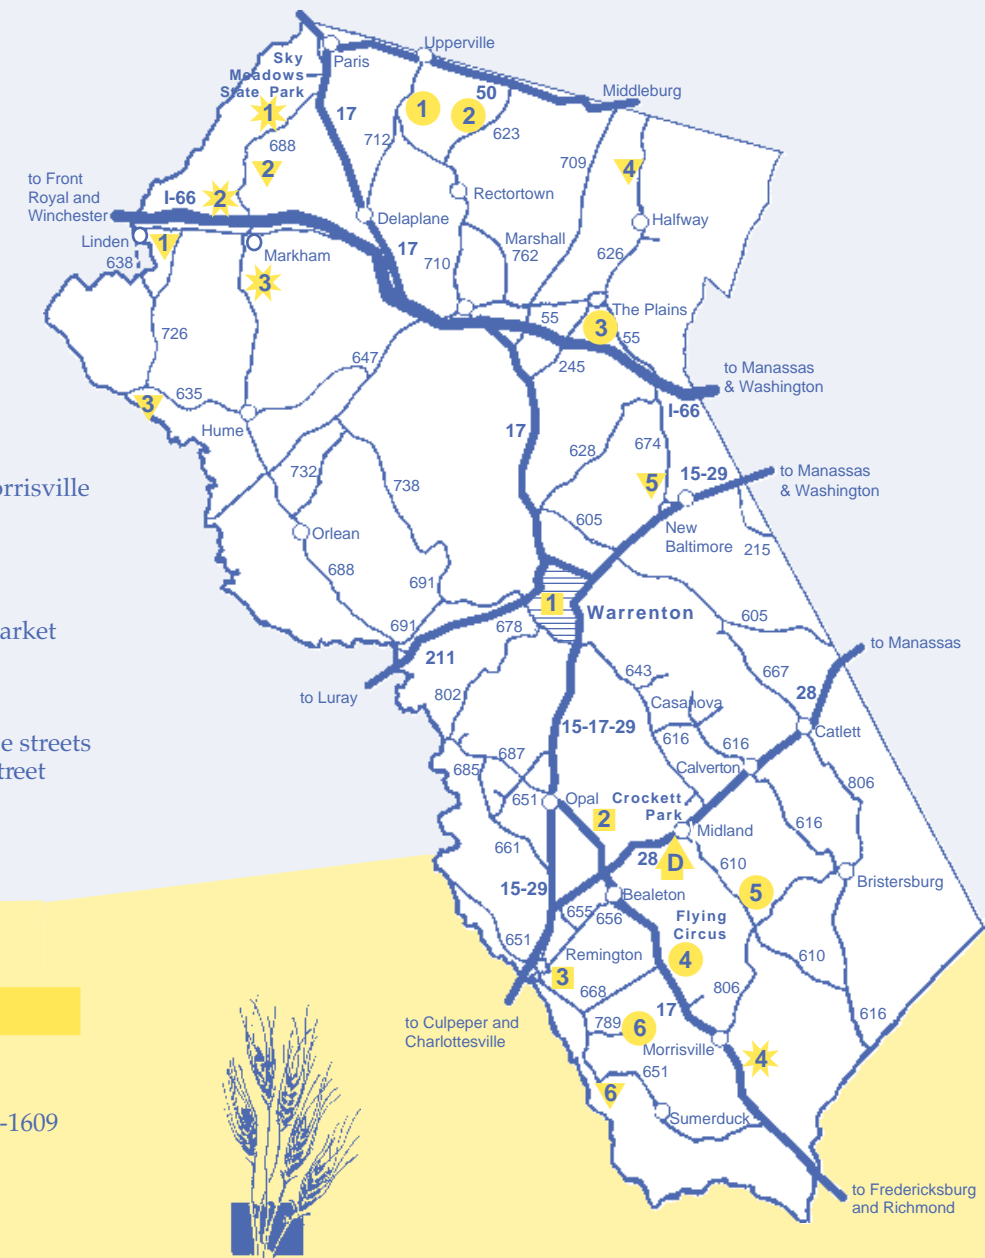 Upperville
Sky
Meadows
State Park
Paris
50
Middleburg
1
17
1
2
712
623
688
709
2
4
to Front
Royal and
Winchester
I-66
2
Rectortown
Delaplane
Halfway
Linden
1
Markham
17
Marshall
762
626
638
710
3
The Plains
55
3
55
726
647
245
to Manassas
& Washington
635
3
I-66
Hume
17
628
674
732
738
5
15-29
to Manassas
& Washington
orrisville
605
New
Baltimore
215
Orlean
688
691
1
Warrenton
605
arket
691
678
to Manassas
211
643
667
to Luray
802
Casanova
28
15-17-29
616
616
Catlett
e streets
treet
687
685
Calverton
806
651
Opal
Crockett
Park
2
Midland
616
661
28
D
610
15-29
Bristersburg
5
Bealeton
655
656
Flying
Circus
651
Remington
4
610
3
668
806
17
616
to Culpeper and
Charlottesville
789
6
Morrisville
4
651
6
Sumerduck
-1609
to Fredericksburg
and Richmond